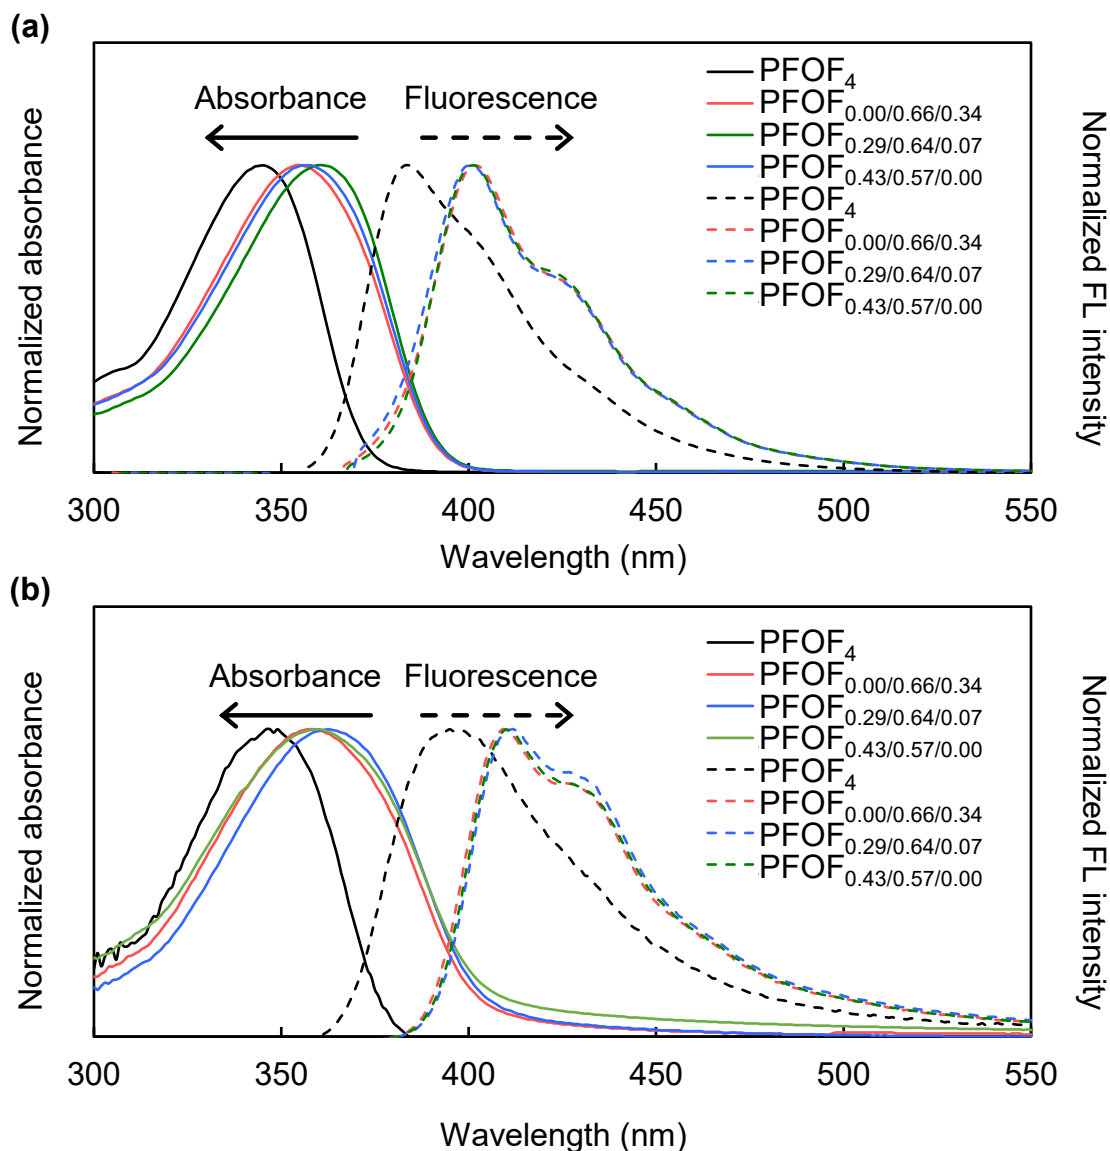 (a)
Absorbance
Fluorescence
PFOF4
PFOF0.00/0.66/0.34
PFOF0.29/0.64/0.07
PFOF0.43/0.57/0.00
PFOF4
PFOF0.00/0.66/0.34
PFOF0.29/0.64/0.07
PFOF0.43/0.57/0.00
Normalized absorbance
Normalized FL intensity
300 350 400 450 500 550
Wavelength (nm)
(b)
Absorbance
Fluorescence
PFOF4
PFOF0.00/0.66/0.34
PFOF0.29/0.64/0.07
PFOF0.43/0.57/0.00
PFOF4
PFOF0.00/0.66/0.34
PFOF0.29/0.64/0.07
PFOF0.43/0.57/0.00
Normalized absorbance
Normalized FL intensity
300 350 400 450 500 550
Wavelength (nm)